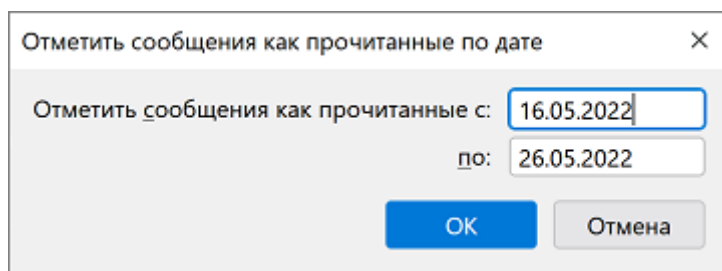 Отметить сообщения как прочитанные по дате
Отметить сообщения как прочитанные с: 16.05.2022
по: 26.05.2022
ОК Отмена